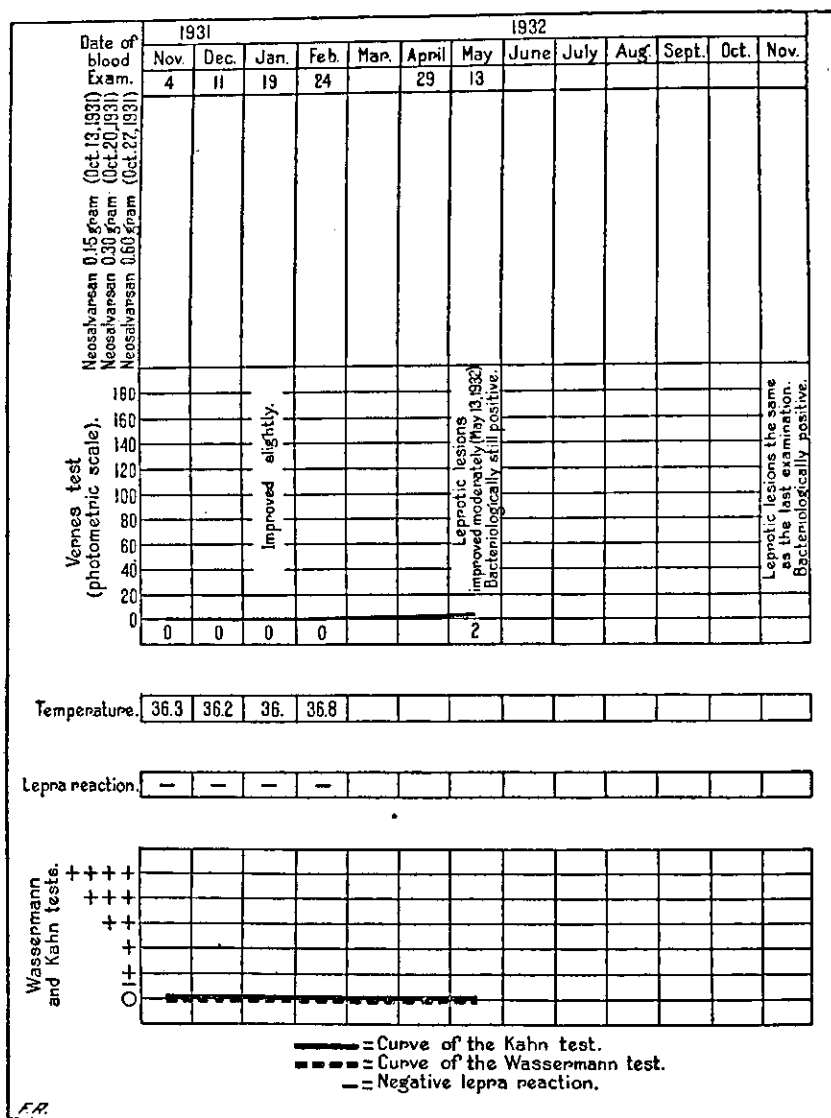 1931 1932
Date of blood Exam.
Nov. Dec. Jan. Feb. Mar. April May June July Aug. Sept. Oct. Nov.
4 11 19 24 29 13
Neosalvarsan 0.15 gram (Oct. 13, 1931)
Neosalvarsan 0.30 gram (Oct. 20, 1931)
Neosalvarsan 0.60 gram (Oct. 27, 1931)
Vernes test
(photometric scale).
180
160
140
120
100
80
60
40
20
0
Improved slightly.
Leprotic lesions
improved moderately (May 13, 1932)
Bacteriologically still positive.
Leprotic lesions the same
as the last examination.
Bacteriologically positive.
0 0 0 0 2
Temperature. 36.3 36.2 36. 36.8
Lepra reaction. – – – –
Wassermann
and Kahn tests.
++++
+++
++
+
±
0
= Curve of the Kahn test.
= Curve of the Wassermann test.
– = Negative lepra reaction.
F.R.